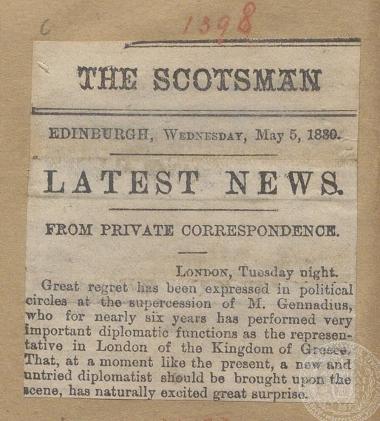 6
1398
THE SCOTSMAN
EDINBURGH, WEDNESDAY, May 5, 1880.
LATEST NEWS.
FROM PRIVATE CORRESPONDENCE.
LONDON, Tuesday night.
Great regret has been expressed in political
circles at the supercession of M. Gennadius,
who for nearly six years has performed very
important diplomatic functions as the represen-
tative in London of the Kingdom of Greece.
That, at a moment like the present, a new and
untried diplomatist should be brought upon the
scene, has naturally excited great surprise.